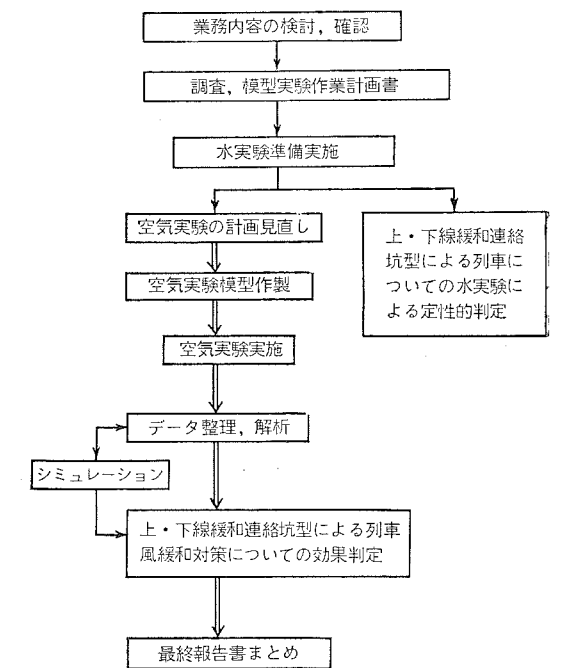 業務内容の検討，確認
調査，模型実験作業計画書
水実験準備実施
空気実験の計画見直し
上・下線緩和連絡
坑型による列車に
ついての水実験に
よる定性的判定
空気実験模型作製
空気実験実施
データ整理，解析
シミュレーション
上・下線緩和連絡坑型による列車
風緩和対策についての効果判定
最終報告書まとめ